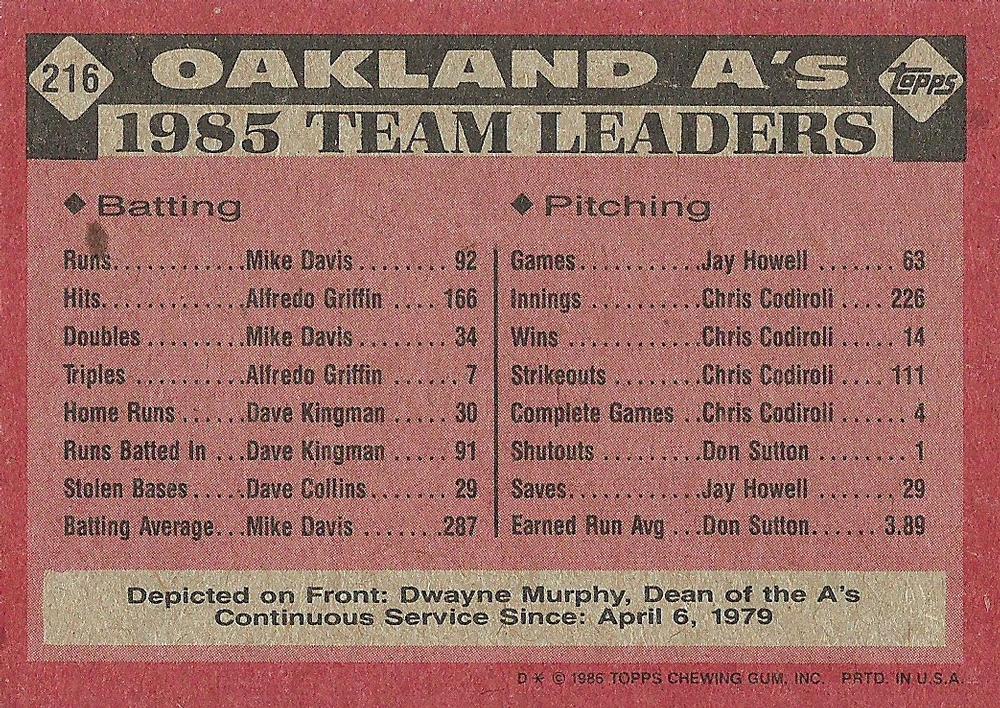 216 OAKLAND A's TOPPS
1985 TEAM LEADERS
◆ Batting
Runs............Mike Davis........ 92
Hits.............Alfredo Griffin ....166
Doubles .........Mike Davis........ 34
Triples ..........Alfredo Griffin ...... 7
Home Runs ......Dave Kingman ..... 30
Runs Batted In ...Dave Kingman ..... 91
Stolen Bases .....Dave Collins....... 29
Batting Average...Mike Davis .......287
◆ Pitching
Games...........Jay Howell ....... 63
Innings ..........Chris Codiroli .... 226
Wins ............Chris Codiroli ..... 14
Strikeouts ........Chris Codiroli .... 111
Complete Games ..Chris Codiroli ...... 4
Shutouts .........Don Sutton ........ 1
Saves............Jay Howell ....... 29
Earned Run Avg ...Don Sutton...... 3.89
Depicted on Front: Dwayne Murphy, Dean of the A's
Continuous Service Since: April 6, 1979
D* © 1986 TOPPS CHEWING GUM, INC. PRTD. IN U.S.A.